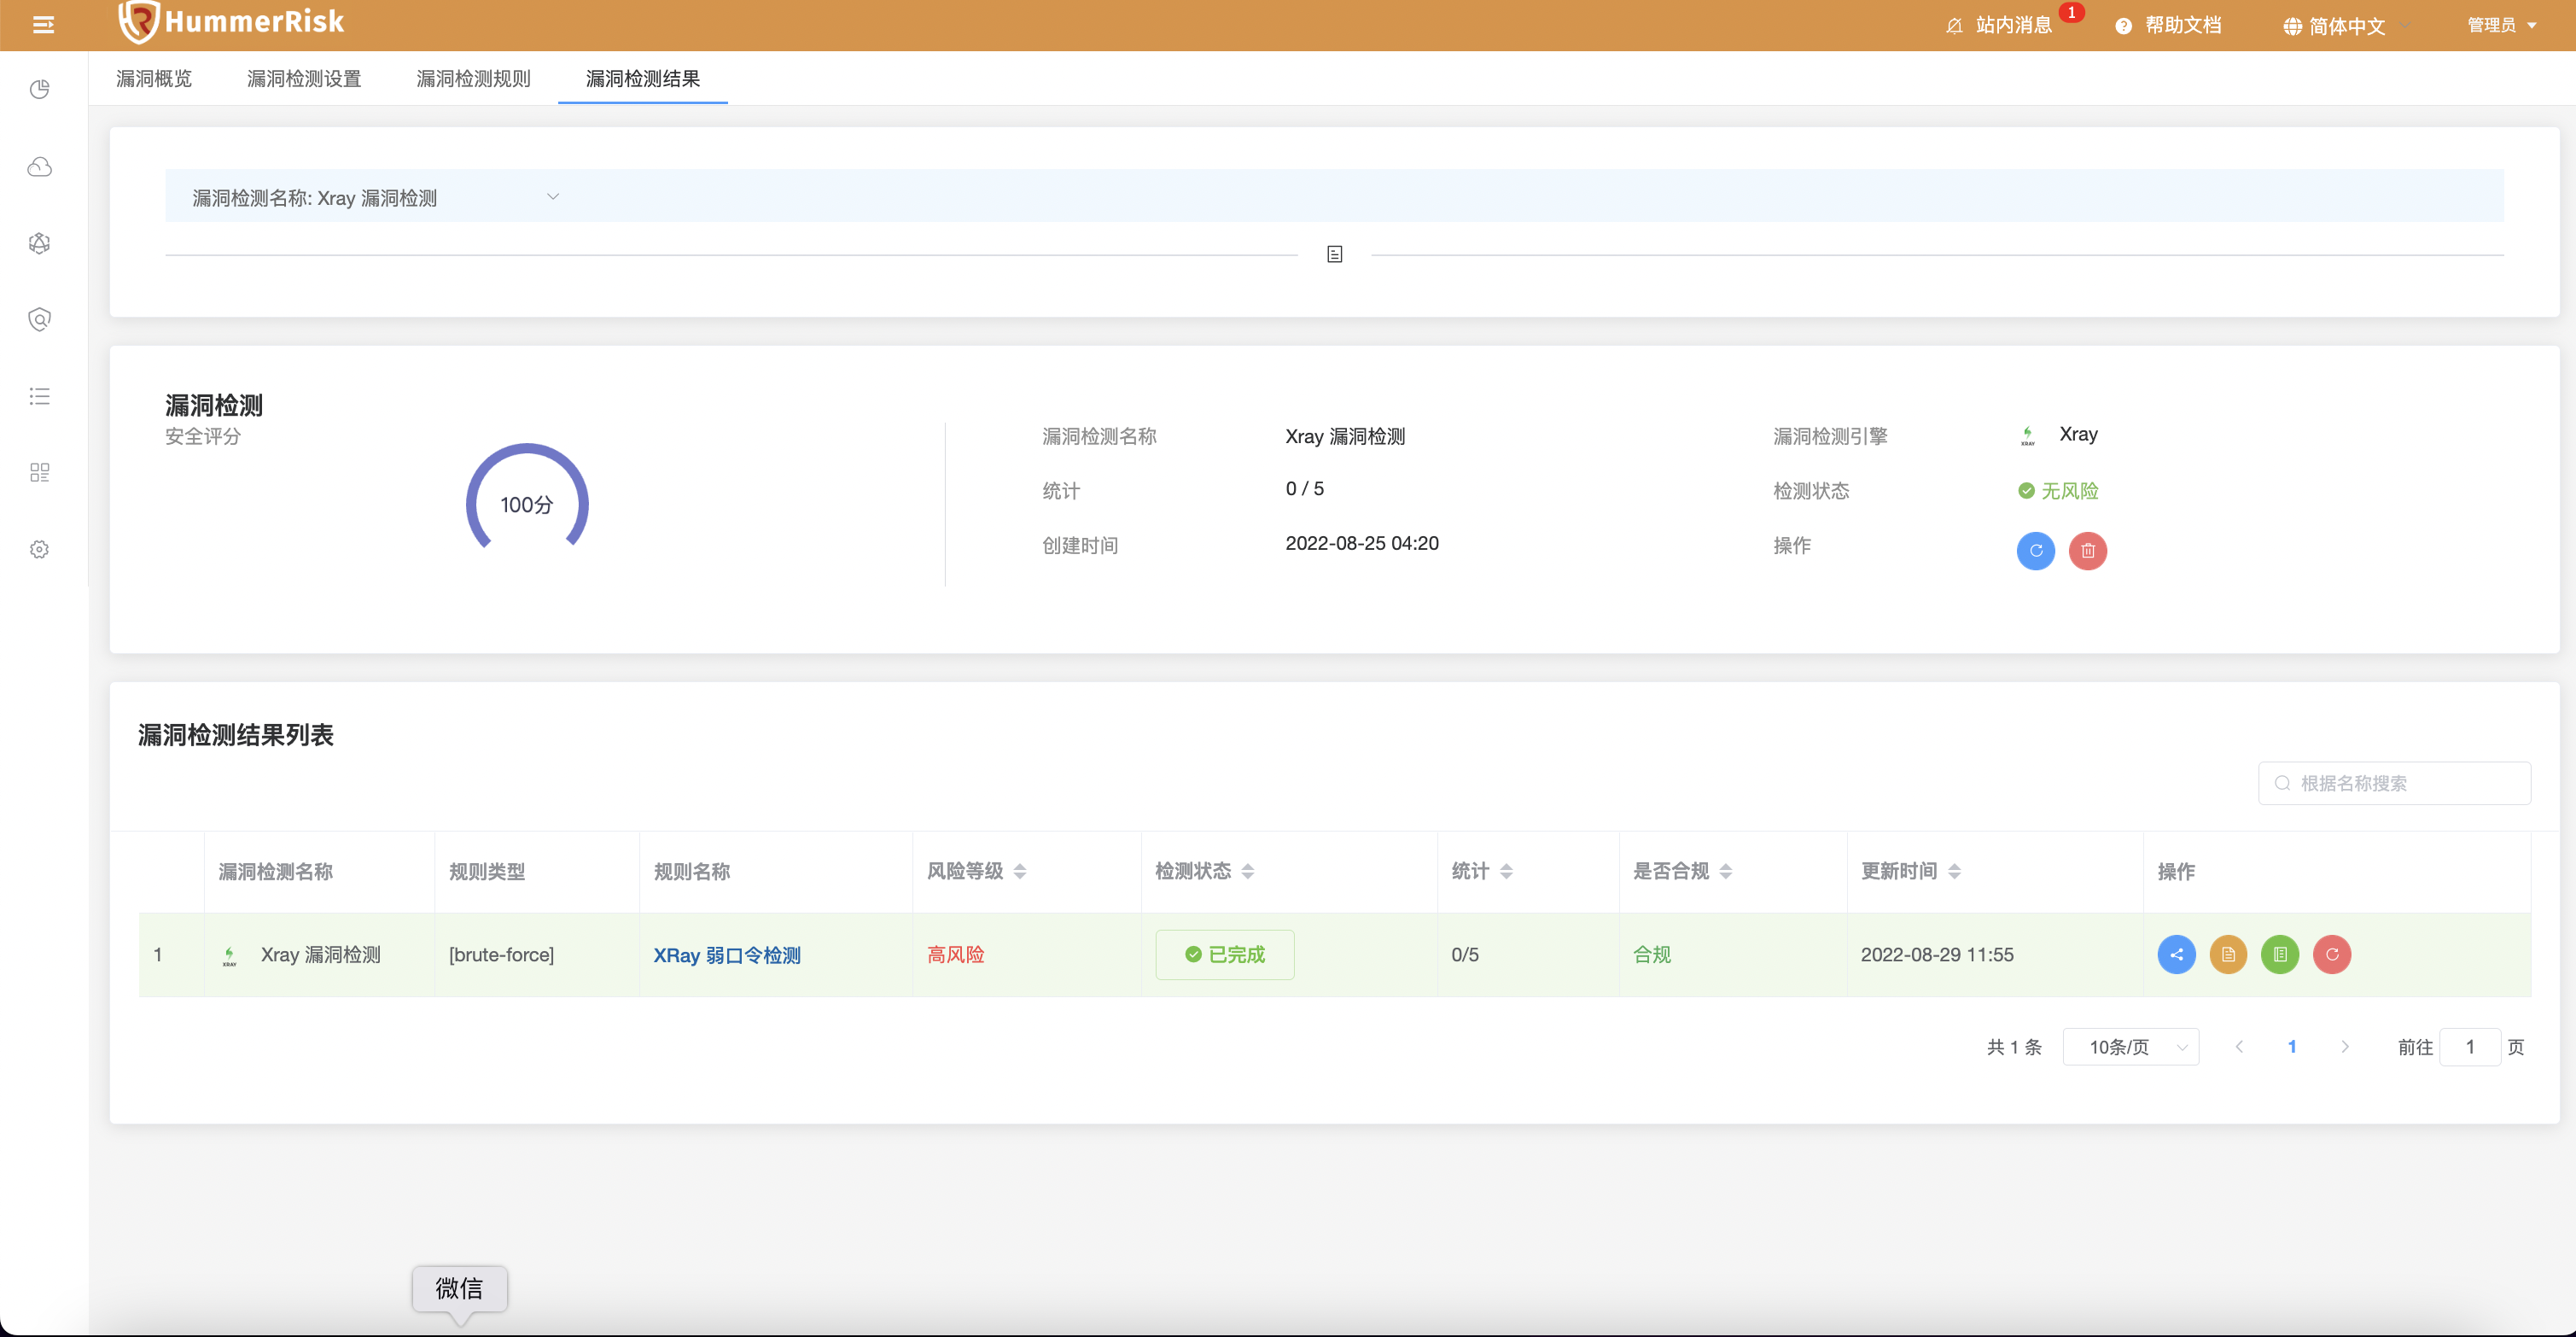 HummerRisk
站内消息 1 帮助文档 简体中文 管理员
漏洞概览 漏洞检测设置 漏洞检测规则 漏洞检测结果
漏洞检测名称: Xray 漏洞检测
漏洞检测
安全评分
100分
漏洞检测名称 Xray 漏洞检测 漏洞检测引擎 XRAY Xray
统计 0 / 5 检测状态 无风险
创建时间 2022-08-25 04:20 操作
漏洞检测结果列表
根据名称搜索
漏洞检测名称 规则类型 规则名称 风险等级 检测状态 统计 是否合规 更新时间 操作
1 XRAY Xray 漏洞检测 [brute-force] XRay 弱口令检测 高风险 已完成 0/5 合规 2022-08-29 11:55
共 1 条 10条/页 1 前往 1 页
微信